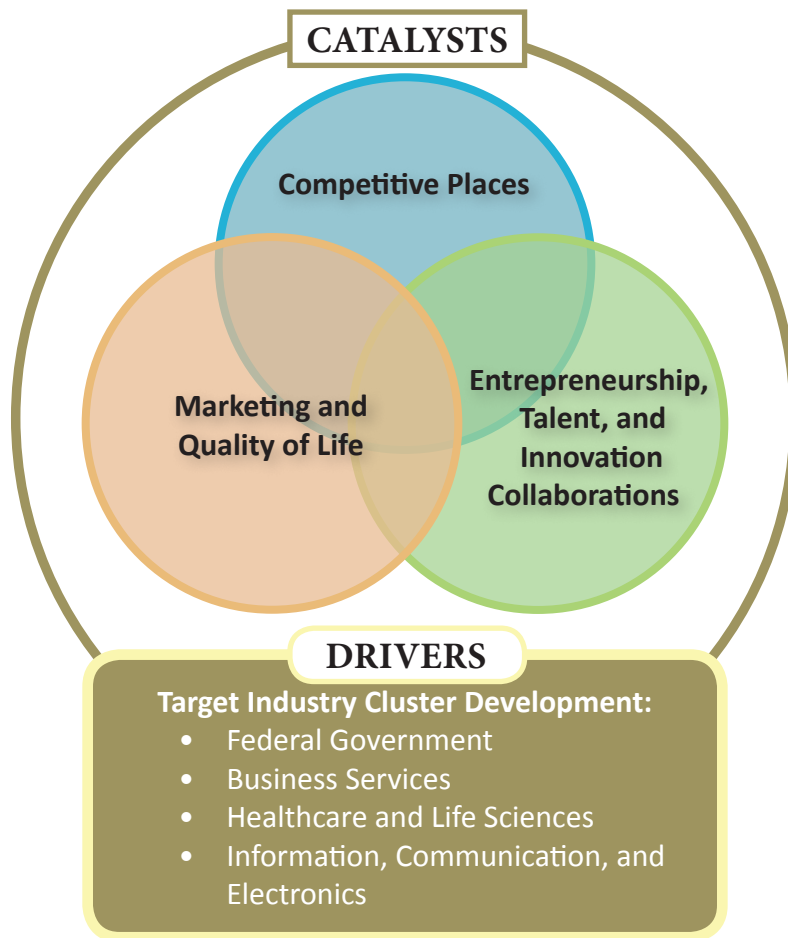 CATALYSTS
Competitive Places
Marketing and
Quality of Life
Entrepreneurship,
Talent, and
Innovation
Collaborations
DRIVERS
Target Industry Cluster Development:
• Federal Government
• Business Services
• Healthcare and Life Sciences
• Information, Communication, and
Electronics